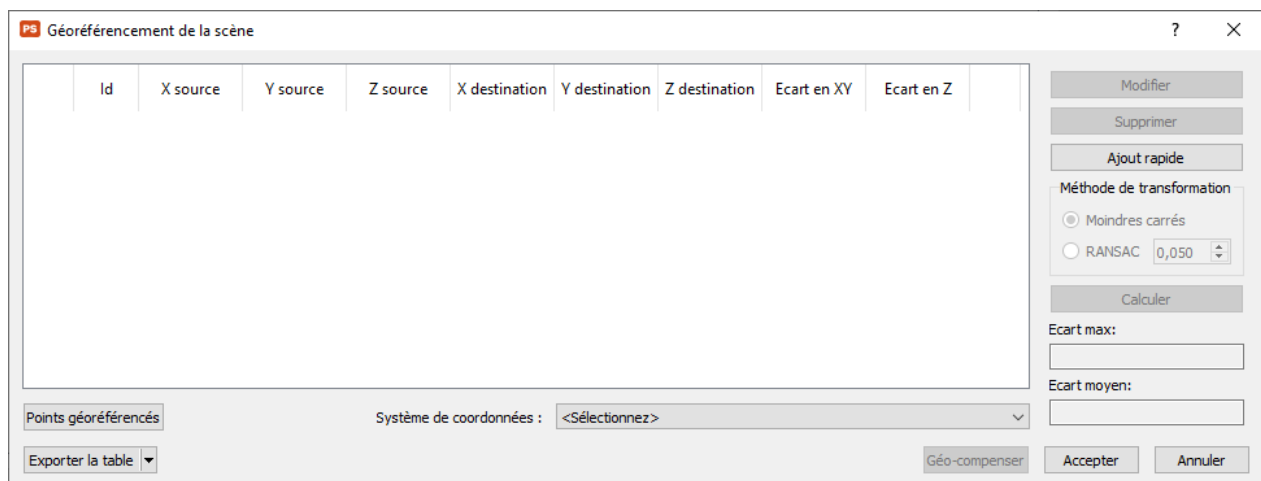 PS Géoréférencement de la scène ?
Id X source Y source Z source X destination Y destination Z destination Ecart en XY Ecart en Z
Modifier
Supprimer
Ajout rapide
Méthode de transformation
Moindres carrés
RANSAC 0,050
Calculer
Ecart max:
Ecart moyen:
Points géoréférencés Système de coordonnées : <Sélectionnez>
Exporter la table Géo-compenser Accepter Annuler